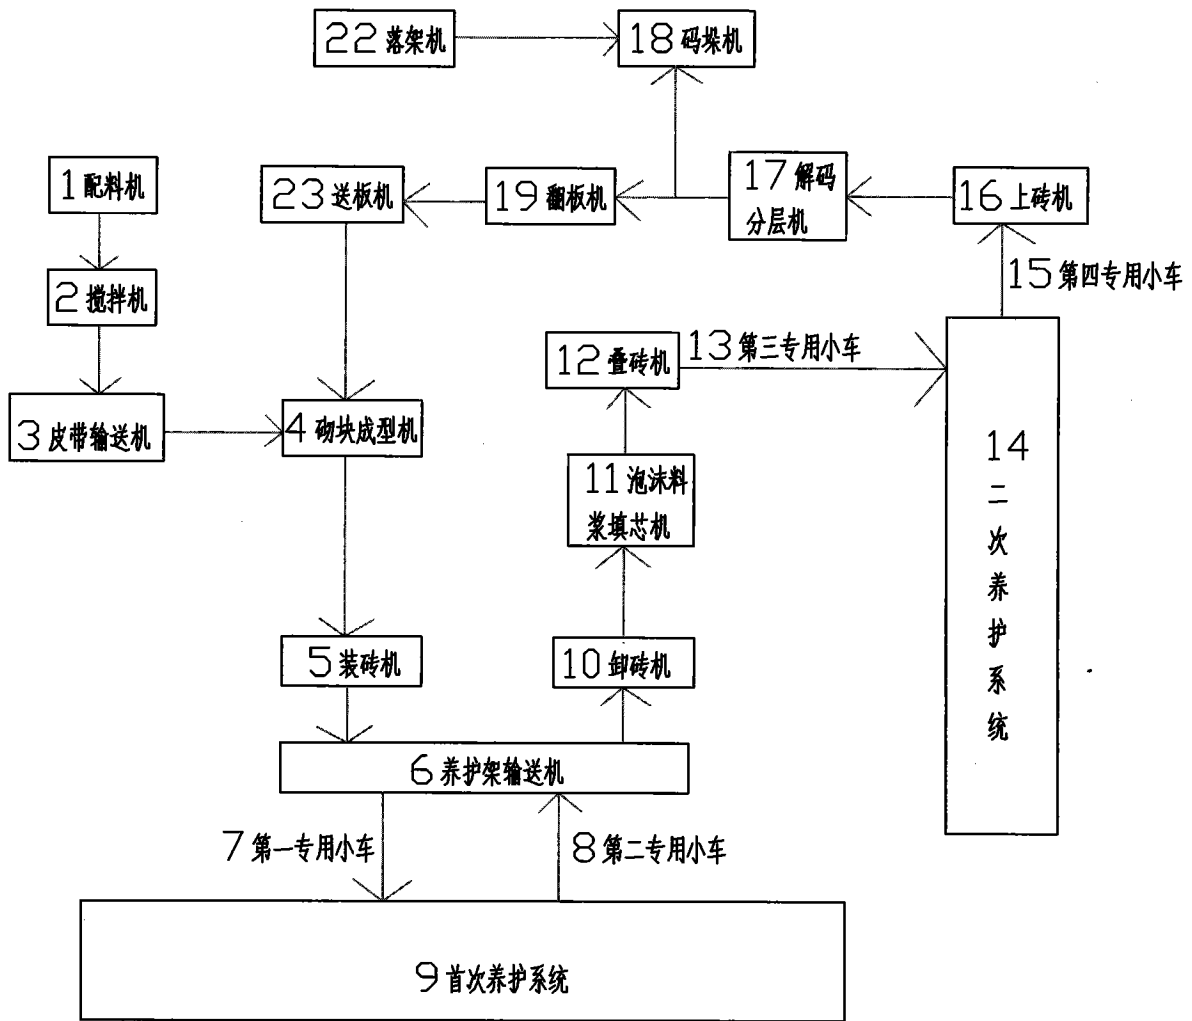 22 落架机
18 码垛机
1 配料机
23 送板机
19 翻板机
17 解码
分层机
16 上砖机
15 第四专用小车
2 搅拌机
12 叠砖机
13 第三专用小车
3 皮带输送机
4 砌块成型机
11 泡沫料
浆填芯机
14
二
次
养
护
系
统
5 装砖机
10 卸砖机
6 养护架输送机
7 第一专用小车
8 第二专用小车
9 首次养护系统